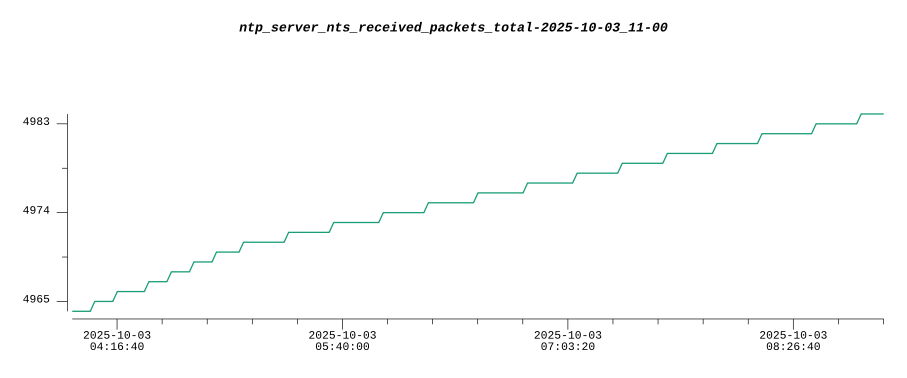 ntp_server_nts_received_packets_total-2025-10-03_11-00
4983
4974
4965
2025-10-03 2025-10-03 2025-10-03 2025-10-03
04:16:40 05:40:00 07:03:20 08:26:40